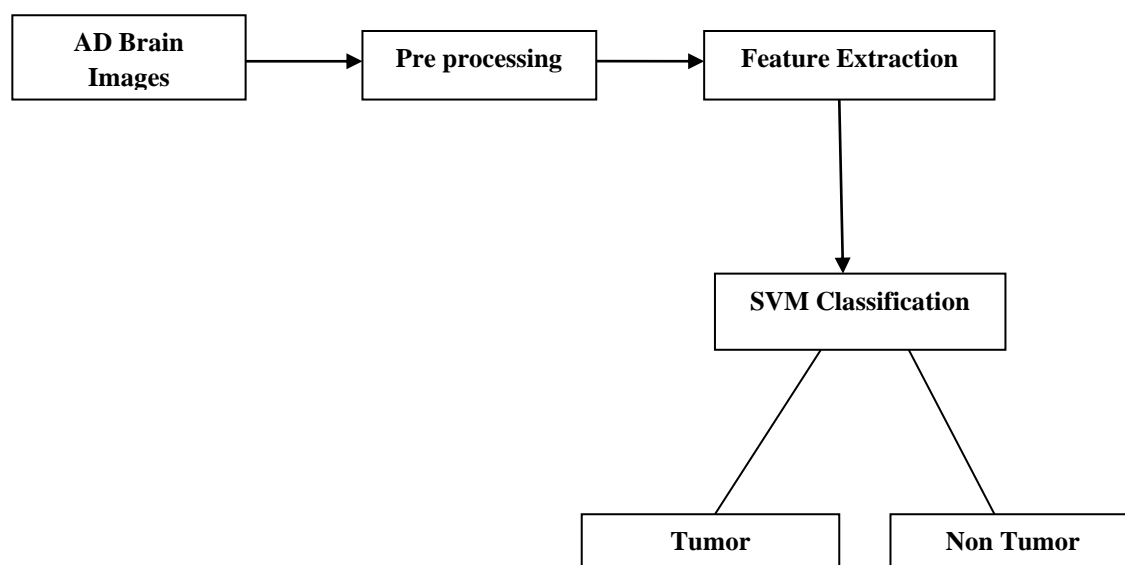 AD Brain
Images
Pre processing
Feature Extraction
SVM Classification
Tumor
Non Tumor